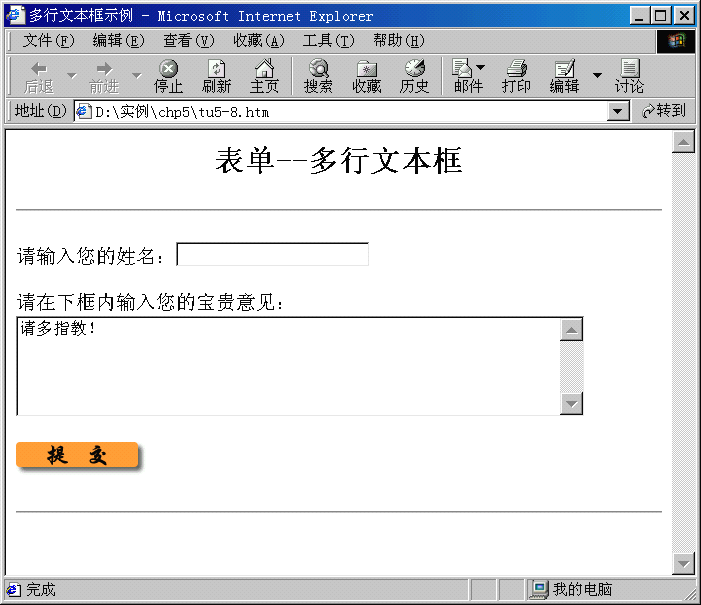 多行文本框示例 - Microsoft Internet Explorer
文件(F) 编辑(E) 查看(V) 收藏(A) 工具(T) 帮助(H)
后退 前进 停止 刷新 主页 搜索 收藏 历史 邮件 打印 编辑 讨论
地址(D) D:\实例\chp5\tu5-8.htm 转到
表单--多行文本框
请输入您的姓名:
请在下框内输入您的宝贵意见:
请多指教!
提 交
完成 我的电脑